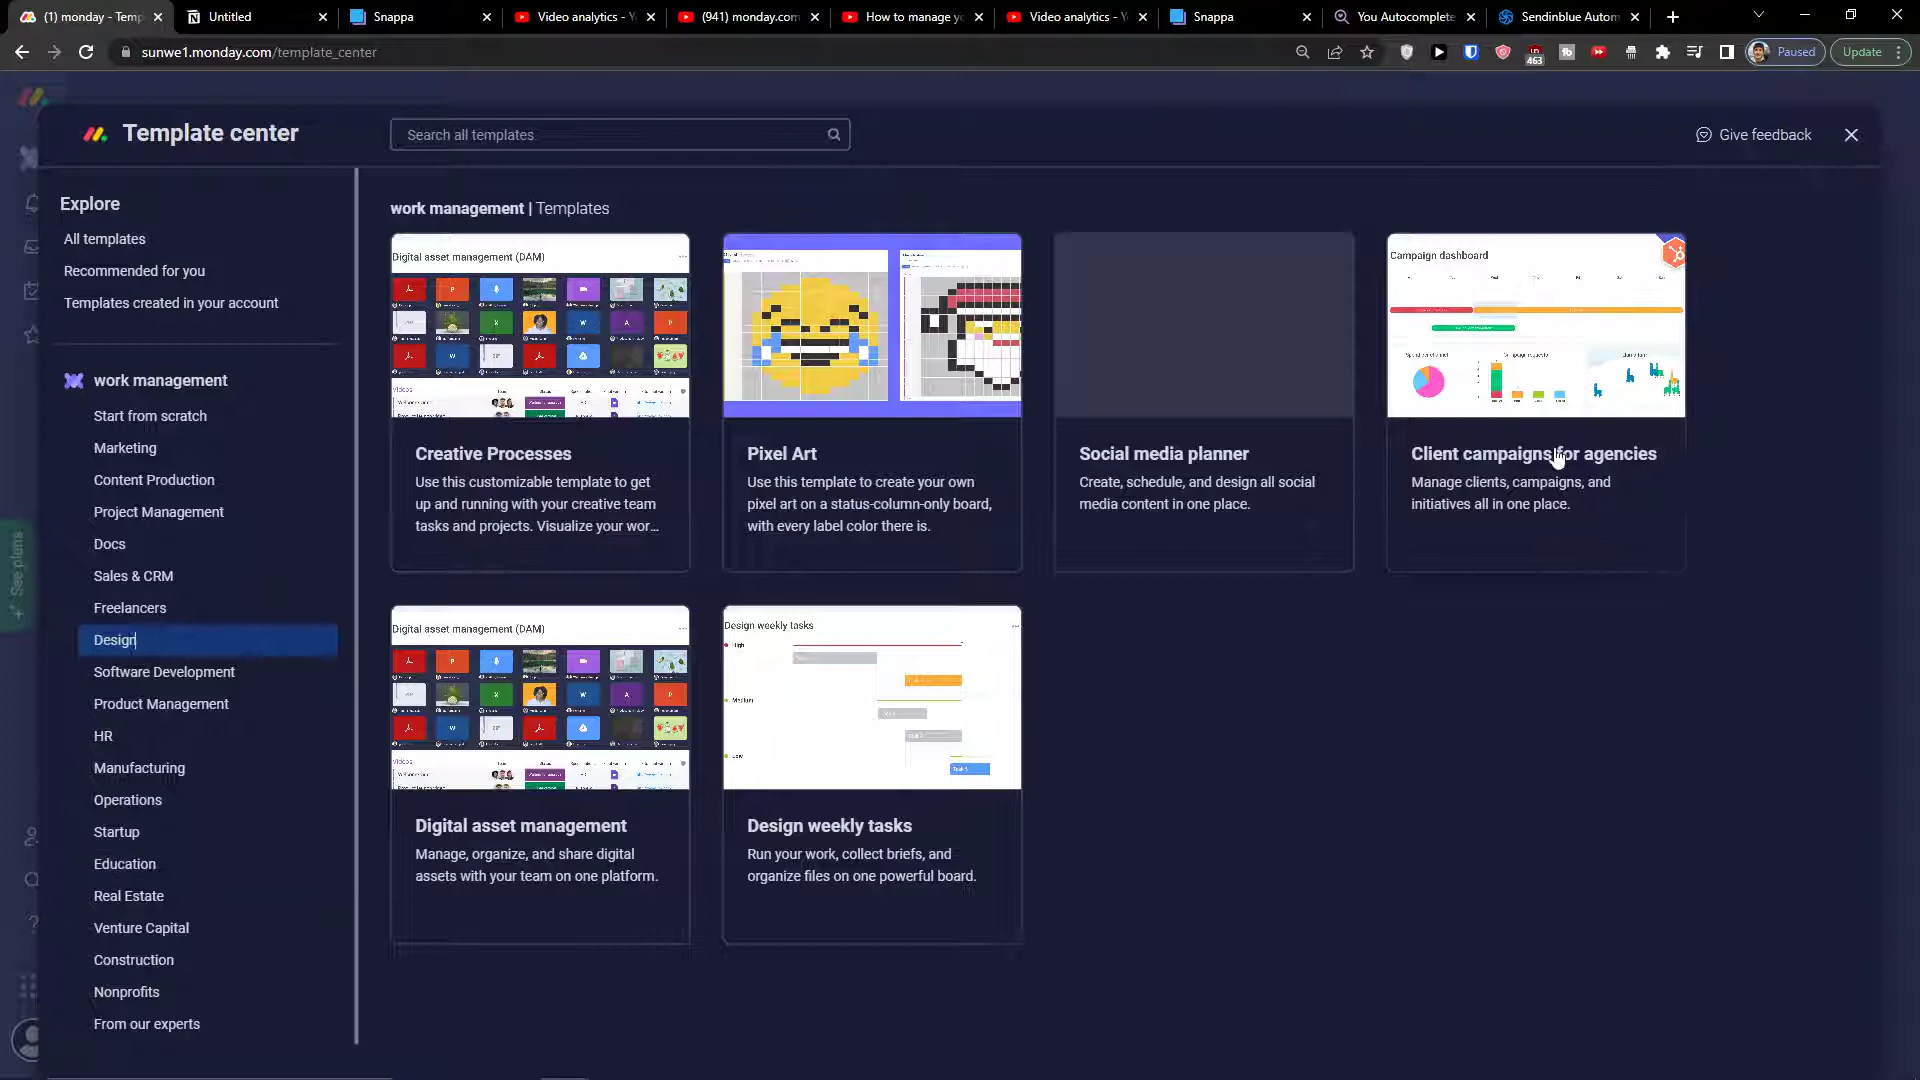 (1) monday - Temp
Untitled
Snappa
Video analytics - Y
(941) monday.com
How to manage yo
Video analytics - Y
Snappa
You Autocomplete
Sendinblue Autom
sunwe1.monday.com/template_center
463
Paused
Update
Template center
Search all templates
Give feedback
Explore
All templates
Recommended for you
Templates created in your account
work management
Start from scratch
Marketing
Content Production
Project Management
Docs
Sales & CRM
Freelancers
Design
Software Development
Product Management
HR
Manufacturing
Operations
Startup
Education
Real Estate
Venture Capital
Construction
Nonprofits
From our experts
See plans
work management | Templates
Digital asset management (DAM)
Videos
Creative Processes
Use this customizable template to get
up and running with your creative team
tasks and projects. Visualize your wor...
Pixel Art
Use this template to create your own
pixel art on a status-column-only board,
with every label color there is.
Social media planner
Create, schedule, and design all social
media content in one place.
Campaign dashboard
Client campaigns for agencies
Manage clients, campaigns, and
initiatives all in one place.
Digital asset management (DAM)
Videos
Digital asset management
Manage, organize, and share digital
assets with your team on one platform.
Design weekly tasks
High
Medium
Low
Design weekly tasks
Run your work, collect briefs, and
organize files on one powerful board.